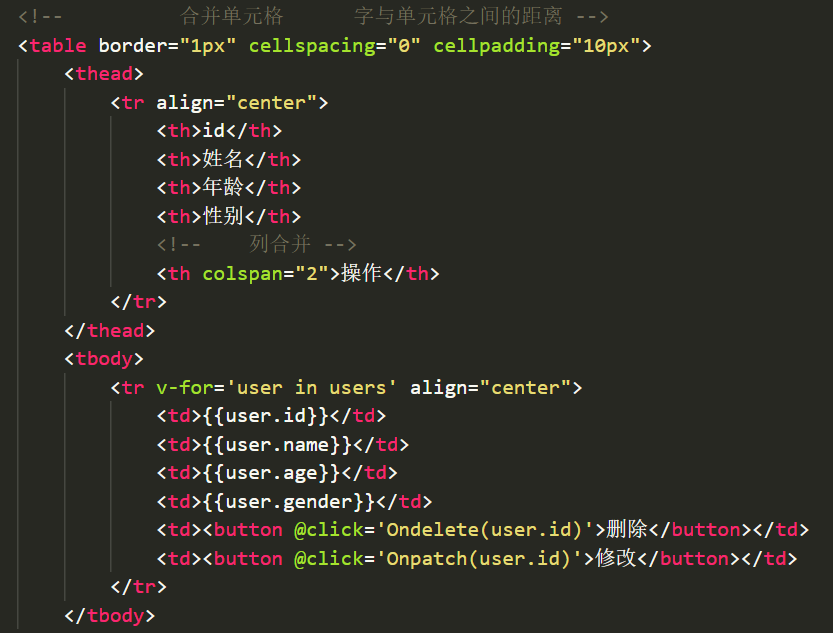 <!--          合并单元格      字与单元格之间的距离 -->
<table border="1px" cellspacing="0" cellpadding="10px">
    <thead>
        <tr align="center">
            <th>id</th>
            <th>姓名</th>
            <th>年龄</th>
            <th>性别</th>
            <!--    列合并 -->
            <th colspan="2">操作</th>
        </tr>
    </thead>
    <tbody>
        <tr v-for='user in users' align="center">
            <td>{{user.id}}</td>
            <td>{{user.name}}</td>
            <td>{{user.age}}</td>
            <td>{{user.gender}}</td>
            <td><button @click='Ondelete(user.id)'>删除</button></td>
            <td><button @click='Onpatch(user.id)'>修改</button></td>
        </tr>
    </tbody>